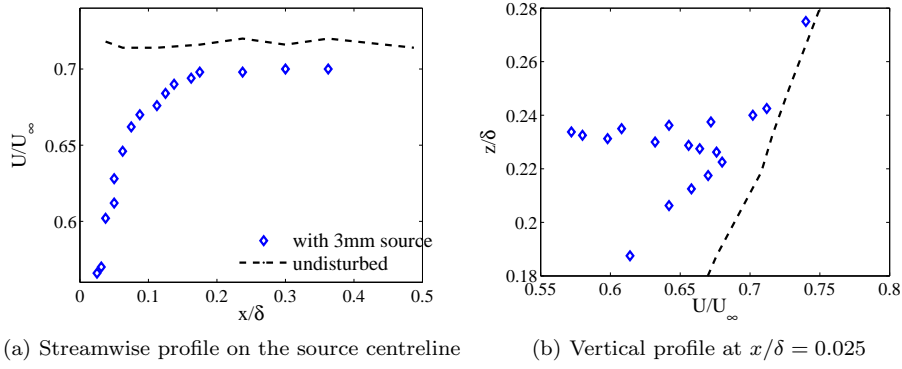 0.7
0.65
0.6
U/U∞
0 0.1 0.2 0.3 0.4 0.5
x/δ
with 3mm source
undisturbed
(a) Streamwise profile on the source centreline
0.28
0.26
0.24
0.22
0.2
0.18
z/δ
0.55 0.6 0.65 0.7 0.75 0.8
U/U∞
(b) Vertical profile at x/δ = 0.025